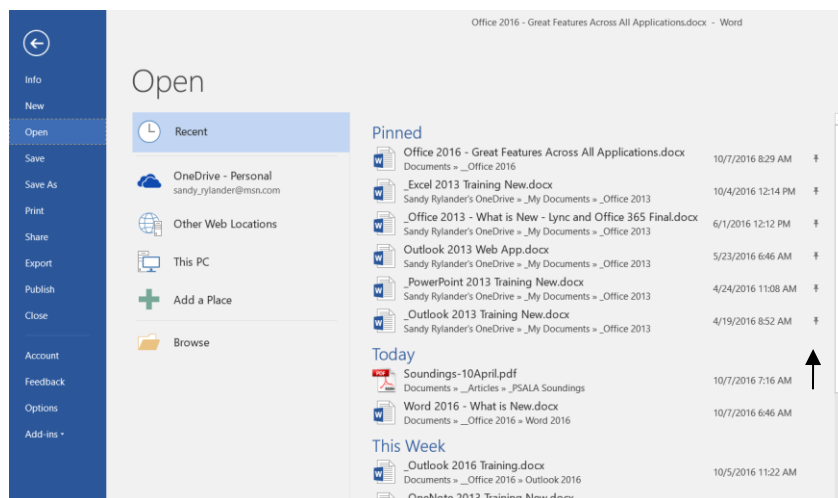 Office 2016 - Great Features Across All Applications.docx - Word
Info
New
Open
Save
Save As
Print
Share
Export
Publish
Close
Account
Feedback
Options
Add-ins
Open
Recent
OneDrive - Personal
sandy_rylander@msn.com
Other Web Locations
This PC
Add a Place
Browse
Pinned
Office 2016 - Great Features Across All Applications.docx 10/7/2016 8:29 AM
Documents » __Office 2016
_Excel 2013 Training New.docx 10/4/2016 12:14 PM
Sandy Rylander's OneDrive » _My Documents » _Office 2013
_Office 2013 - What is New - Lync and Office 365 Final.docx 6/1/2016 12:12 PM
Sandy Rylander's OneDrive » _My Documents » _Office 2013
Outlook 2013 Web App.docx 5/23/2016 6:46 AM
Sandy Rylander's OneDrive » _My Documents » _Office 2013
_PowerPoint 2013 Training New.docx 4/24/2016 11:08 AM
Sandy Rylander's OneDrive » _My Documents » _Office 2013
_Outlook 2013 Training New.docx 4/19/2016 8:52 AM
Sandy Rylander's OneDrive » _My Documents » _Office 2013
Today
PDF
Soundings-10April.pdf 10/7/2016 7:16 AM
Documents » __Articles » _PSALA Soundings
Word 2016 - What is New.docx 10/7/2016 6:46 AM
Documents » __Office 2016 » Word 2016
This Week
_Outlook 2016 Training.docx 10/5/2016 11:22 AM
Documents » __Office 2016 » Outlook 2016
_OneNote 2013 Training New.docx